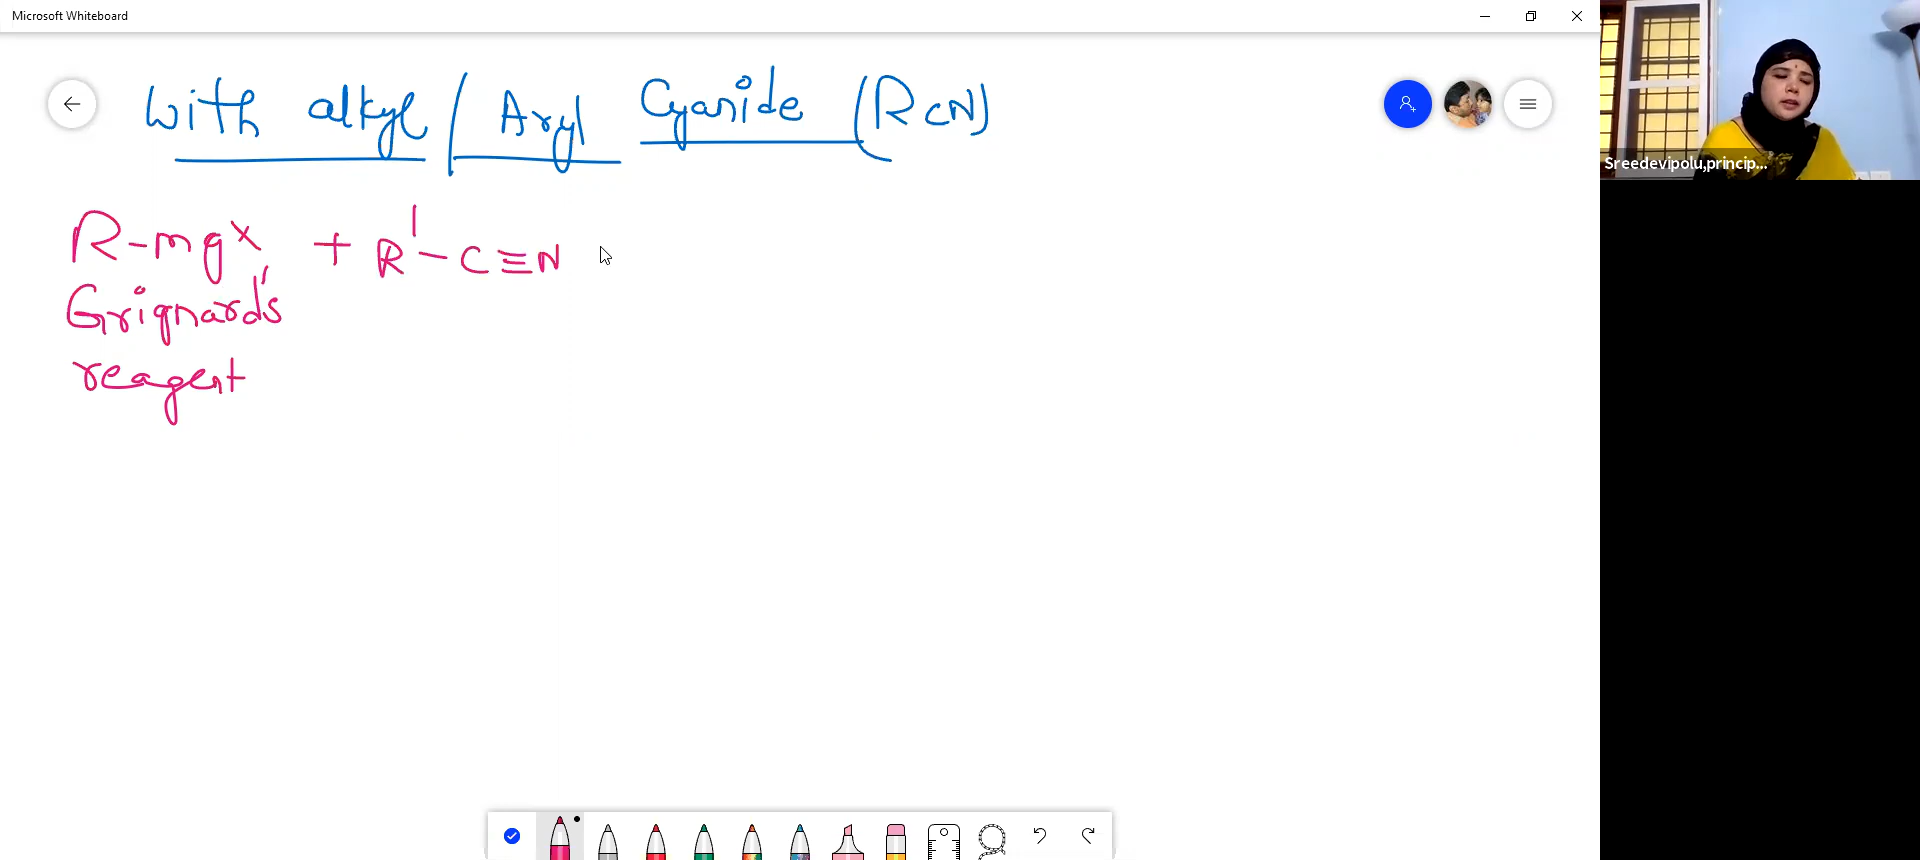 Microsoft Whiteboard
With alkyl / Aryl Cyanide (RCN)
R-mgx + R' - C≡N
Grignard's
reagent
Sreedevipolu,princip...